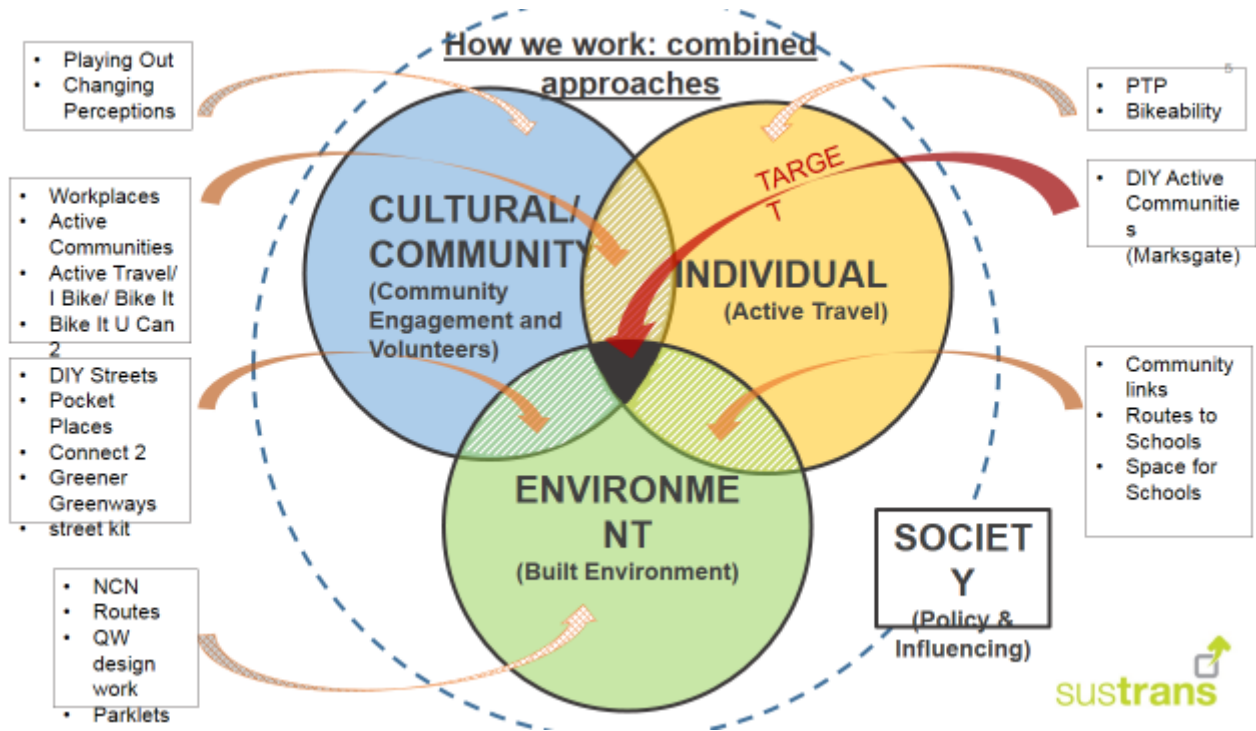 How we work: combined
approaches
5
• Playing Out
• Changing
Perceptions
• Workplaces
• Active
Communities
• Active Travel/
I Bike/ Bike It
• Bike It U Can
2
• DIY Streets
• Pocket
Places
• Connect 2
• Greener
Greenways
• street kit
• NCN
• Routes
• QW
design
work
• Parklets
CULTURAL/
COMMUNITY
(Community
Engagement and
Volunteers)
TARGE
T
INDIVIDUAL
(Active Travel)
ENVIRONME
NT
(Built Environment)
• PTP
• Bikeability
• DIY Active
Communitie
s
(Marksgate)
• Community
links
• Routes to
Schools
• Space for
Schools
SOCIET
Y
(Policy &
Influencing)
sustrans